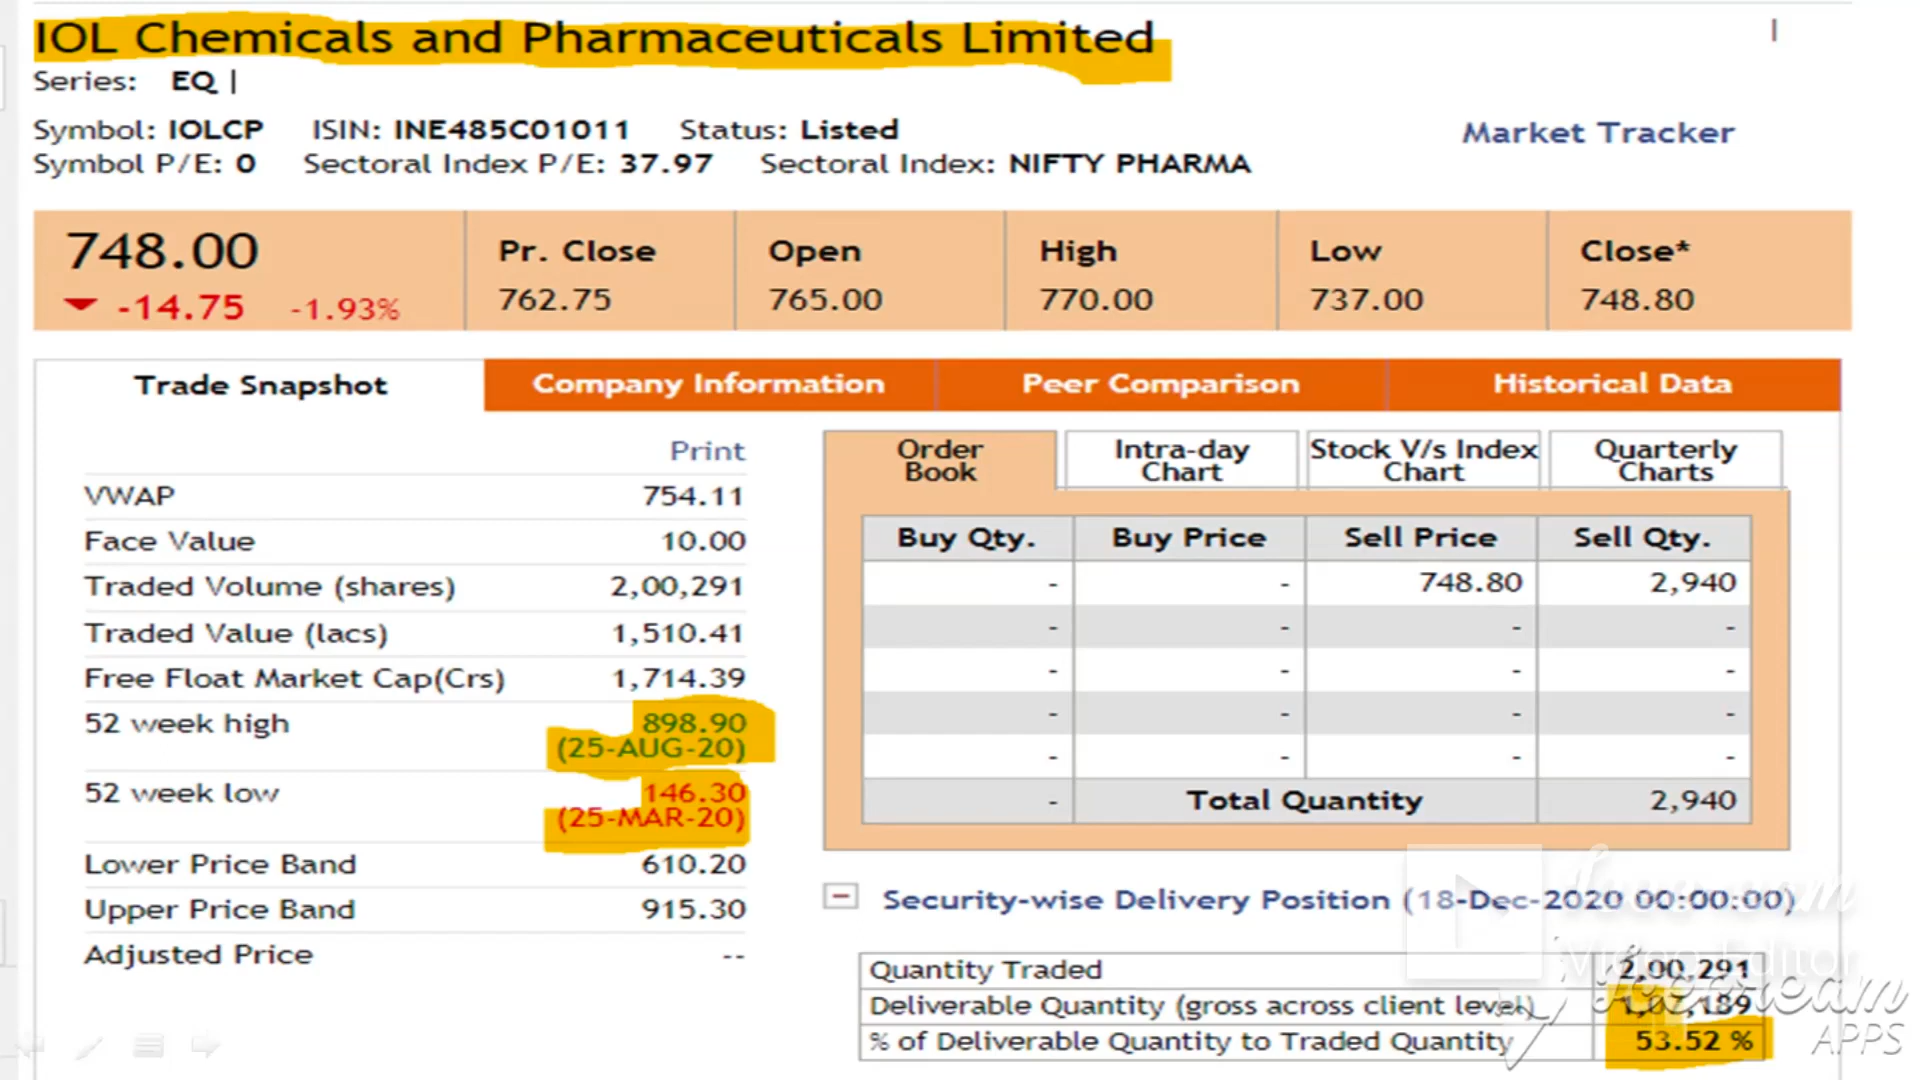 IOL Chemicals and Pharmaceuticals Limited
Series: EQ |
Symbol: IOLCP ISIN: INE485C01011 Status: Listed
Market Tracker
Symbol P/E: 0 Sectoral Index P/E: 37.97 Sectoral Index: NIFTY PHARMA
748.00
-14.75 -1.93%
Pr. Close Open High Low Close*
762.75 765.00 770.00 737.00 748.80
Trade Snapshot Company Information Peer Comparison Historical Data
Print
VWAP 754.11
Face Value 10.00
Traded Volume (shares) 2,00,291
Traded Value (lacs) 1,510.41
Free Float Market Cap(Crs) 1,714.39
52 week high 898.90
(25-AUG-20)
52 week low 146.30
(25-MAR-20)
Lower Price Band 610.20
Upper Price Band 915.30
Adjusted Price --
Order Book Intra-day Chart Stock V/s Index Chart Quarterly Charts
Buy Qty. Buy Price Sell Price Sell Qty.
- - 748.80 2,940
- - - -
- - - -
- - - -
- - - -
- Total Quantity 2,940
Security-wise Delivery Position (18-Dec-2020 00:00:00)
Quantity Traded 2,00,291
Deliverable Quantity (gross across client level) 1,07,189
% of Deliverable Quantity to Traded Quantity 53.52 %
Video Editor
APPS